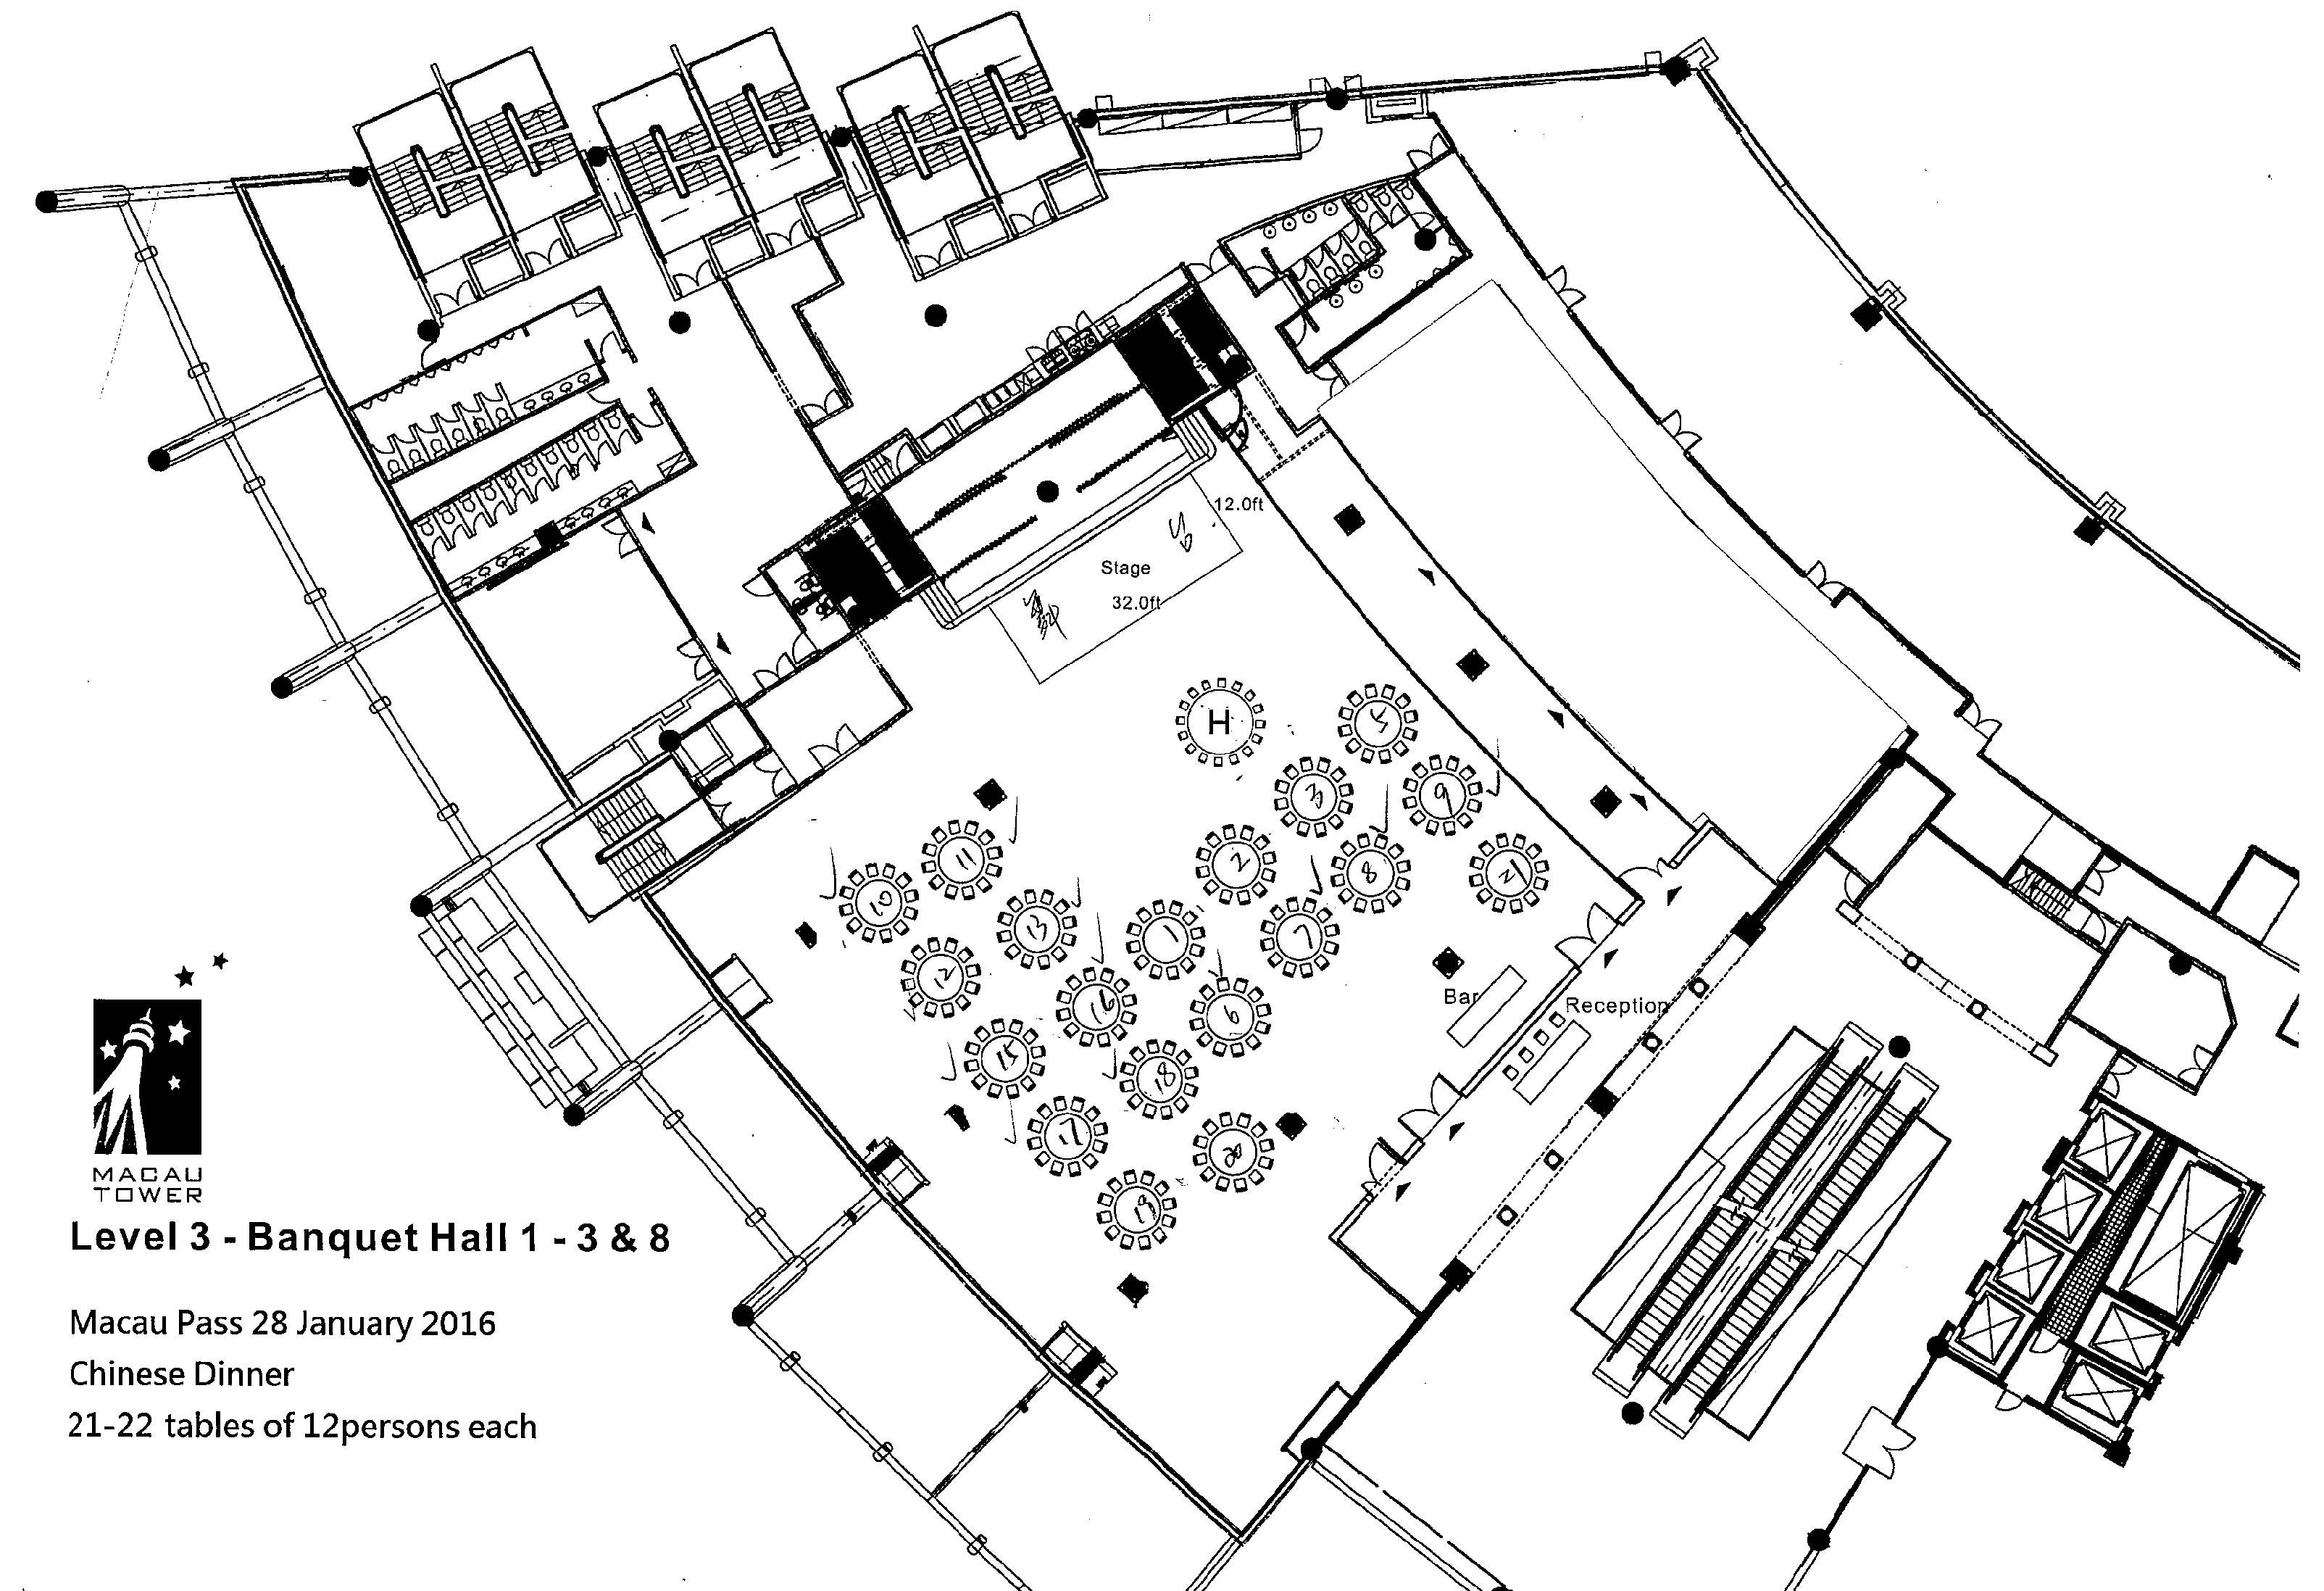 12.0ft
Stage
32.0ft
H
5
3
9
2
8
21
11
10
13
1
7
12
16
6
15
18
17
20
19
Bar
Reception
MACAU
TOWER
Level 3 - Banquet Hall 1 - 3 & 8
Macau Pass 28 January 2016
Chinese Dinner
21-22 tables of 12persons each